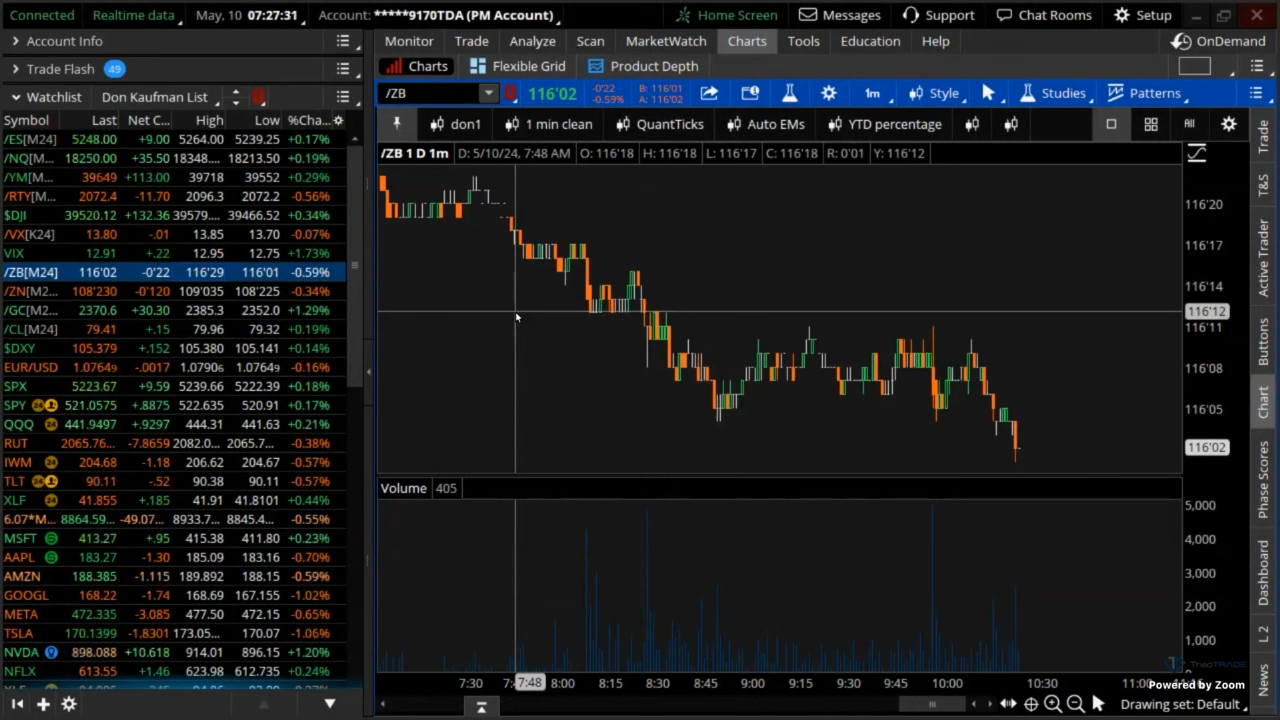 Connected Realtime data May, 10 07:27:31 Account: *****9170TDA (PM Account) Home Screen Messages Support Chat Rooms Setup
Account Info Monitor Trade Analyze Scan MarketWatch Charts Tools Education Help OnDemand
Trade Flash 49 Charts Flexible Grid Product Depth
Watchlist Don Kaufman List /ZB 116'02 -0'22 -0.59% B: 116'01 A: 116'02 1m Style Studies Patterns
Symbol Last Net C... High Low %Cha... don1 1 min clean QuantTicks Auto EMs YTD percentage All
/ZB 1 D 1m D: 5/10/24, 7:48 AM O: 116'18 H: 116'18 L: 116'17 C: 116'18 R: 0'01 Y: 116'12
/ES[M24] 5248.00 +9.00 5264.00 5239.25 +0.17%
/NQ[M... 18250.00 +35.50 18348.... 18213.50 +0.19%
/YM[M... 39649 +113.00 39718 39552 +0.29%
/RTY[M... 2072.4 -11.70 2096.3 2072.2 -0.56%
$DJI 39520.12 +132.36 39579.... 39466.52 +0.34%
/VX[K24] 13.80 -.01 13.85 13.70 -0.07%
VIX 12.91 +.22 12.95 12.75 +1.73%
/ZB[M24] 116'02 -0'22 116'29 116'01 -0.59%
/ZN[M2... 108'230 -0'120 109'035 108'225 -0.34%
/GC[M2... 2370.6 +30.30 2385.3 2352.0 +1.29%
/CL[M24] 79.41 +.15 79.96 79.32 +0.19%
$DXY 105.379 +.152 105.380 105.141 +0.14%
EUR/USD 1.07649 -.0017 1.07906 1.07649 -0.16%
SPX 5223.67 +9.59 5239.66 5222.39 +0.18%
SPY 24 521.0575 +.8875 522.635 520.91 +0.17%
QQQ 24 441.9497 +.9297 444.31 441.63 +0.21%
RUT 2065.76... -7.8659 2082.0... 2065.7... -0.38%
IWM 24 204.68 -1.18 206.62 204.67 -0.57%
TLT 24 90.11 -.52 90.38 90.11 -0.57%
XLF 24 41.855 +.185 41.91 41.8101 +0.44%
6.07*M... 8864.59... -49.07... 8933.7... 8845.4... -0.55%
MSFT S 413.27 +.95 415.38 411.80 +0.23%
AAPL S 183.27 -1.30 185.09 183.16 -0.70%
AMZN 188.385 -1.115 189.892 188.15 -0.59%
GOOGL 168.22 -1.74 168.69 167.155 -1.02%
META 472.335 -3.085 477.50 472.15 -0.65%
TSLA 170.1399 -1.8301 173.05... 170.07 -1.06%
NVDA 898.088 +10.618 914.01 896.15 +1.20%
NFLX 613.55 +1.46 623.98 612.735 +0.24%
116'20
116'17
116'14
116'12
116'11
116'08
116'05
116'02
Volume 405
5,000
4,000
3,000
2,000
1,000
TheoTRADE
7:30 7:48 8:00 8:15 8:30 8:45 9:00 9:15 9:30 9:45 10:00 10:30 11:00
Powered by Zoom
Drawing set: Default
Trade
T&S
Active Trader
Buttons
Chart
Phase Scores
Dashboard
L 2
News